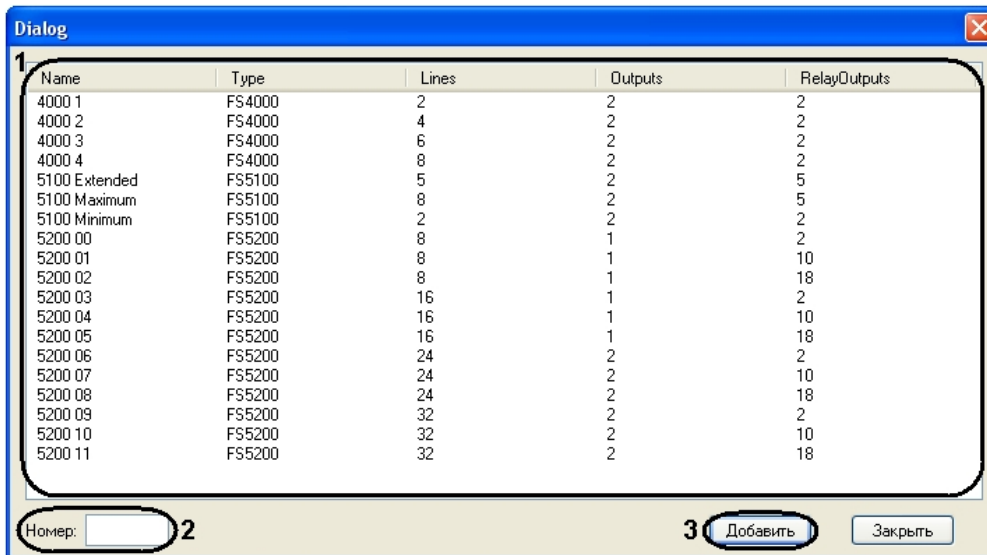 Dialog
1
Name Type Lines Outputs RelayOutputs
4000 1 FS4000 2 2 2
4000 2 FS4000 4 2 2
4000 3 FS4000 6 2 2
4000 4 FS4000 8 2 2
5100 Extended FS5100 5 2 5
5100 Maximum FS5100 8 2 5
5100 Minimum FS5100 2 2 2
5200 00 FS5200 8 1 2
5200 01 FS5200 8 1 10
5200 02 FS5200 8 1 18
5200 03 FS5200 16 1 2
5200 04 FS5200 16 1 10
5200 05 FS5200 16 1 18
5200 06 FS5200 24 2 2
5200 07 FS5200 24 2 10
5200 08 FS5200 24 2 18
5200 09 FS5200 32 2 2
5200 10 FS5200 32 2 10
5200 11 FS5200 32 2 18
Номер: 2 3 Добавить Закрыть